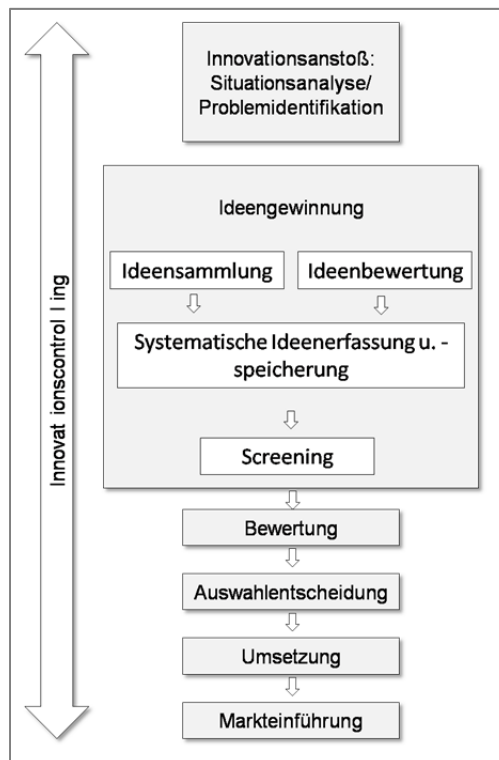 Innovationsanstoß:
Situationsanalyse/
Problemidentifikation
Ideengewinnung
Ideensammlung
Ideenbewertung
Systematische Ideenerfassung u. -
speicherung
Screening
Bewertung
Auswahlentscheidung
Umsetzung
Markteinführung
Innovat ionscontrol l ing